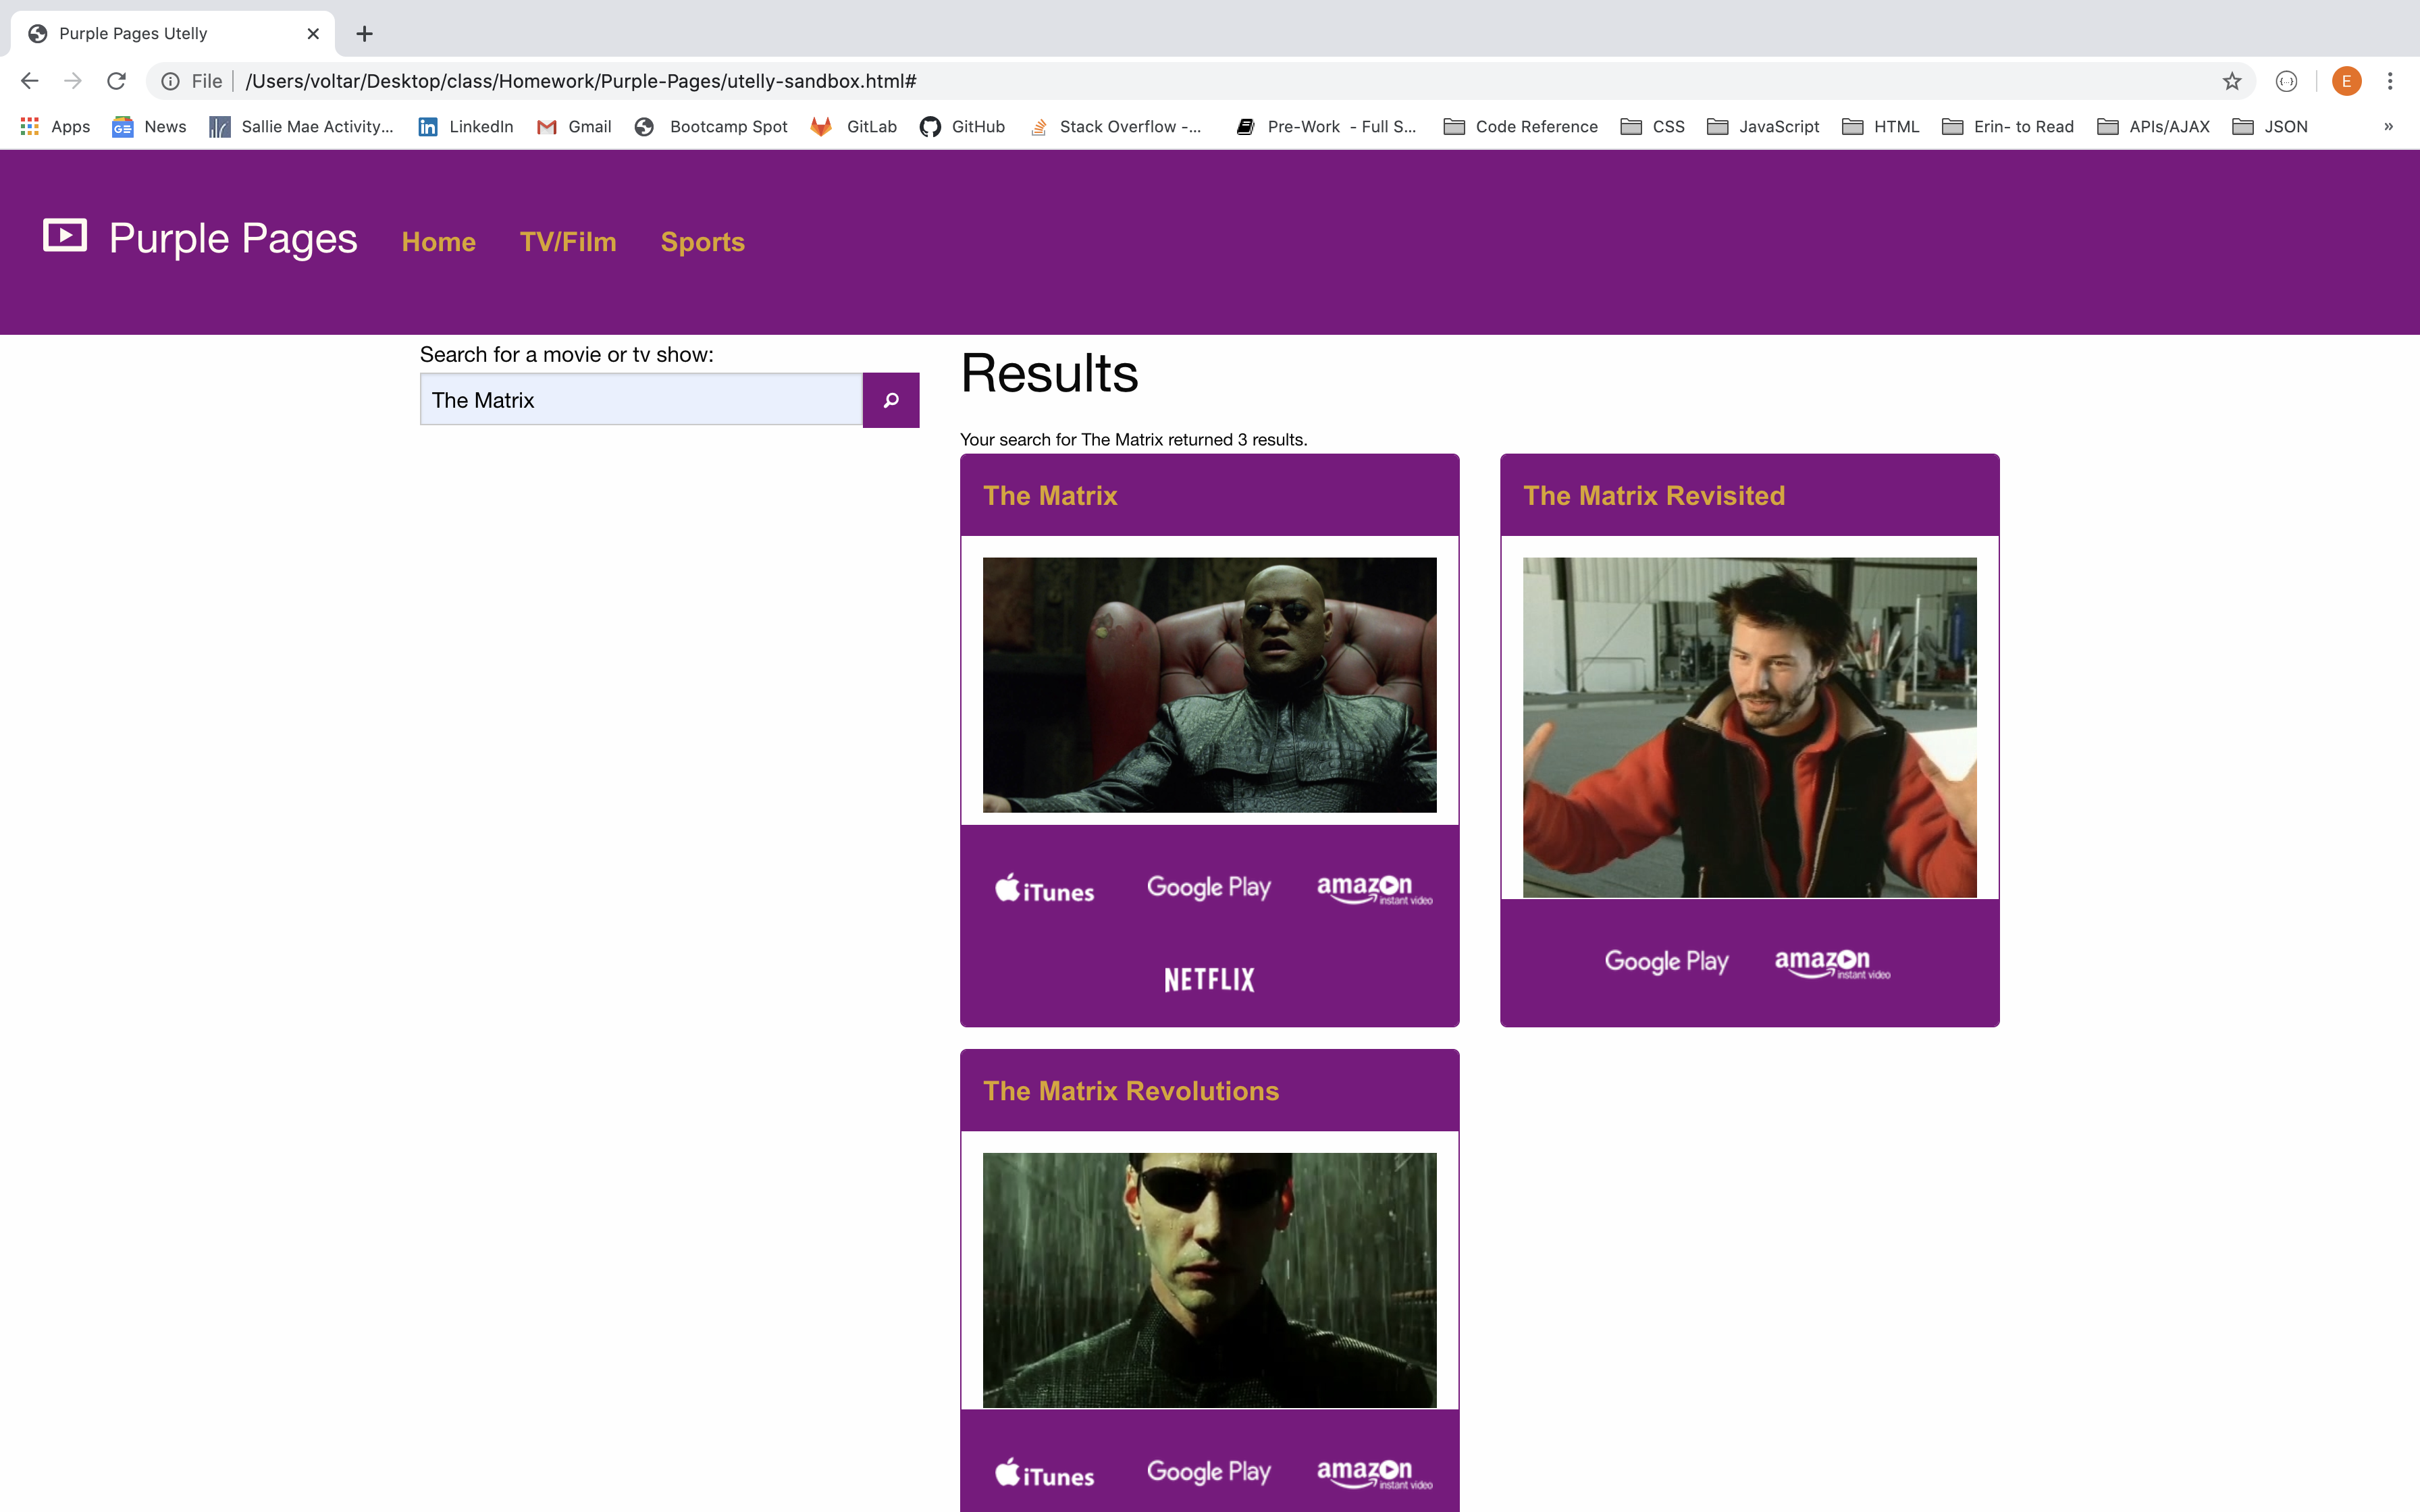 Purple Pages Utelly
File /Users/voltar/Desktop/class/Homework/Purple-Pages/utelly-sandbox.html# E
Apps News Sallie Mae Activity... LinkedIn Gmail Bootcamp Spot GitLab GitHub Stack Overflow -... Pre-Work - Full S... Code Reference CSS JavaScript HTML Erin- to Read APIs/AJAX JSON »
Purple Pages Home TV/Film Sports
Search for a movie or tv show:
The Matrix
Results
Your search for The Matrix returned 3 results.
The Matrix
iTunes Google Play amazon instant video
NETFLIX
The Matrix Revisited
Google Play amazon instant video
The Matrix Revolutions
iTunes Google Play amazon instant video